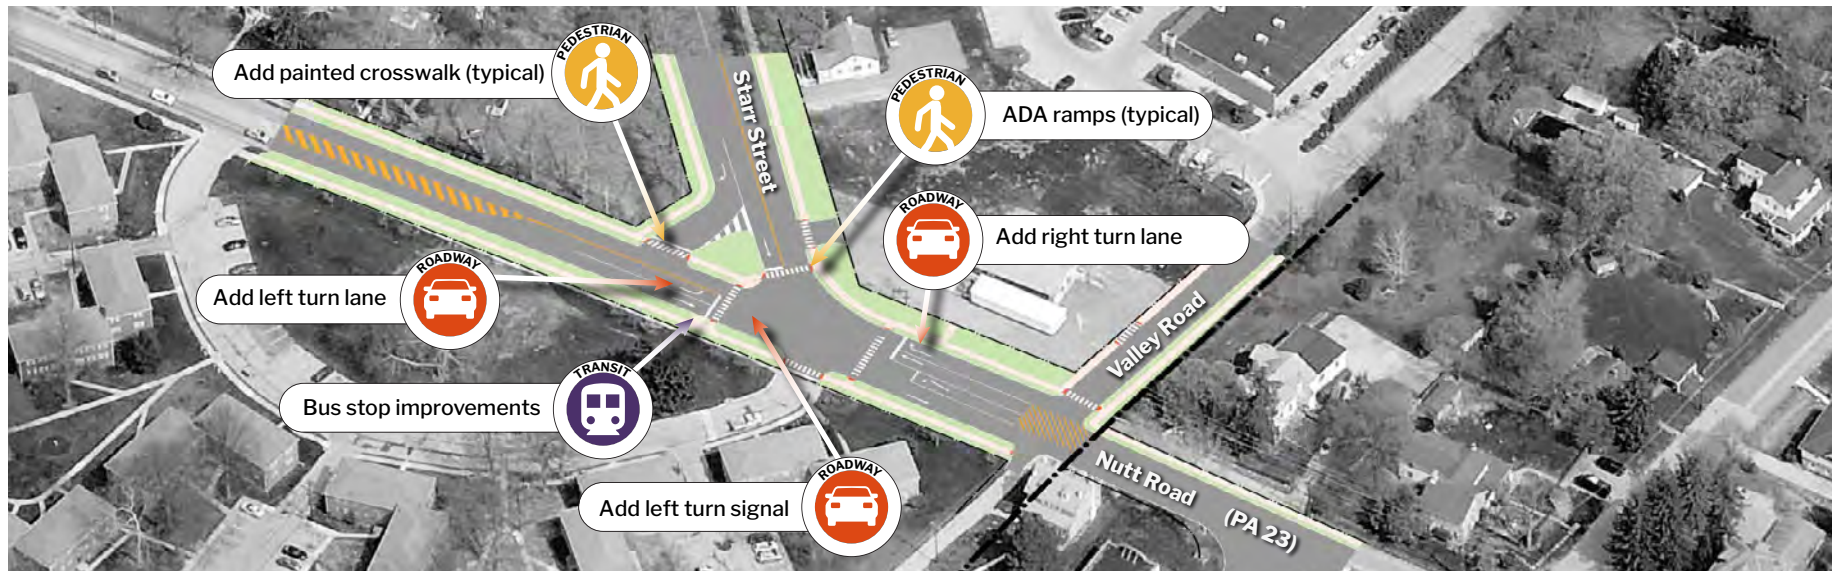 PEDESTRIAN
Add painted crosswalk (typical)
Starr Street
PEDESTRIAN
ADA ramps (typical)
ROADWAY
Add right turn lane
ROADWAY
Add left turn lane
Valley Road
TRANSIT
Bus stop improvements
ROADWAY
Add left turn signal
Nutt Road (PA 23)